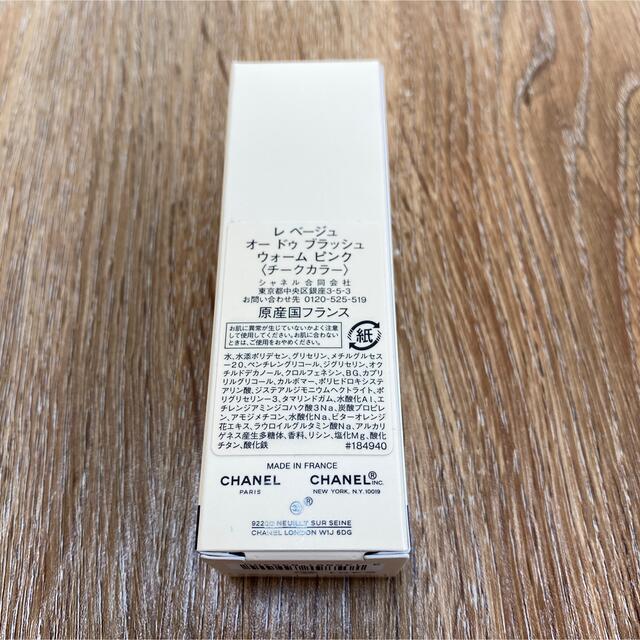 レ ベージュ
オー ドゥ ブラッシュ
ウォーム ピンク
〈チークカラー〉
シャネル合同会社
東京都中央区銀座3-5-3
お問い合わせ先 0120-525-519
原産国フランス
お肌に異常が生じていないかよく注意
して使用してください。お肌に合わない
ときは、ご使用をおやめください。
紙
水、水添ポリデセン、グリセリン、メチルグルセス
ー20、ペンチレングリコール、ジグリセリン、オク
チルドデカノール、クロルフェネシン、BG、カプリ
リルグリコール、カルボマー、ポリヒドロキシステ
アリン酸、ジステアルジモニウムヘクトライト、ポ
リグリセリン-3、タマリンドガム、水酸化Al、エ
チレンジアミンジコハク酸3Na、炭酸プロピレ
ン、アモジメチコン、水酸化Na、ビターオレンジ
花エキス、ラウロイルグルタミン酸Na、アルカリ
ゲネス産生多糖体、香料、リシン、塩化Mg、酸化
チタン、酸化鉄 #184940
MADE IN FRANCE
CHANEL CHANEL® INC.
PARIS NEW YORK, N.Y. 10019
®
92200 NEUILLY SUR SEINE
CHANEL LONDON W1J 6DG